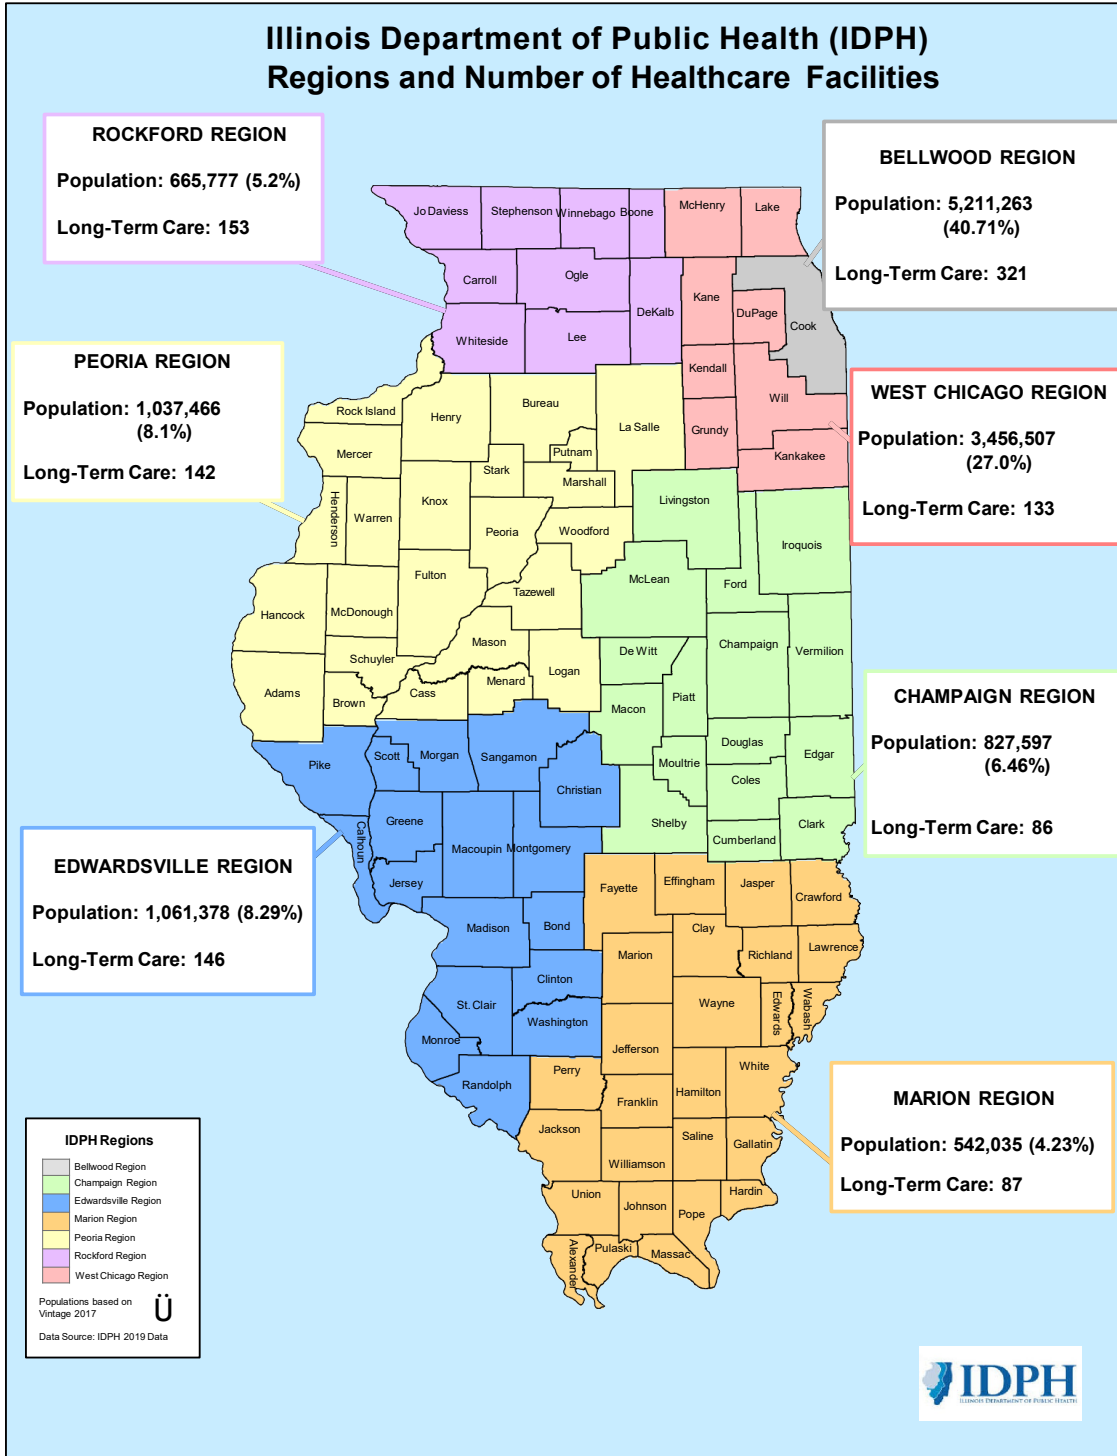 Illinois Department of Public Health (IDPH)
Regions and Number of Healthcare Facilities
ROCKFORD REGION
Population: 665,777 (5.2%)
Long-Term Care: 153
BELLWOOD REGION
Population: 5,211,263
(40.71%)
Long-Term Care: 321
PEORIA REGION
Population: 1,037,466
(8.1%)
Long-Term Care: 142
WEST CHICAGO REGION
Population: 3,456,507
(27.0%)
Long-Term Care: 133
CHAMPAIGN REGION
Population: 827,597
(6.46%)
Long-Term Care: 86
EDWARDSVILLE REGION
Population: 1,061,378 (8.29%)
Long-Term Care: 146
MARION REGION
Population: 542,035 (4.23%)
Long-Term Care: 87
Jo Daviess
Stephenson
Winnebago
Boone
McHenry
Lake
Carroll
Ogle
DeKalb
Kane
DuPage
Cook
Whiteside
Lee
Kendall
Will
Grundy
Kankakee
Rock Island
Henry
Bureau
La Salle
Mercer
Putnam
Stark
Marshall
Henderson
Warren
Knox
Peoria
Woodford
Livingston
Iroquois
Fulton
Tazewell
McLean
Ford
Hancock
McDonough
Mason
Logan
De Witt
Champaign
Vermilion
Schuyler
Adams
Brown
Cass
Menard
Macon
Piatt
Pike
Scott
Morgan
Sangamon
Christian
Moultrie
Douglas
Coles
Edgar
Shelby
Cumberland
Clark
Calhoun
Greene
Jersey
Macoupin
Montgomery
Fayette
Effingham
Jasper
Crawford
Madison
Bond
Marion
Clay
Richland
Lawrence
St. Clair
Clinton
Washington
Wayne
Edwards
Wabash
Monroe
Randolph
Perry
Jefferson
Hamilton
White
Franklin
Jackson
Williamson
Saline
Gallatin
Union
Johnson
Pope
Hardin
Alexander
Pulaski
Massac
IDPH Regions
Bellwood Region
Champaign Region
Edwardsville Region
Marion Region
Peoria Region
Rockford Region
West Chicago Region
Populations based on
Vintage 2017
Ü
Data Source: IDPH 2019 Data
IDPH
ILLINOIS DEPARTMENT OF PUBLIC HEALTH